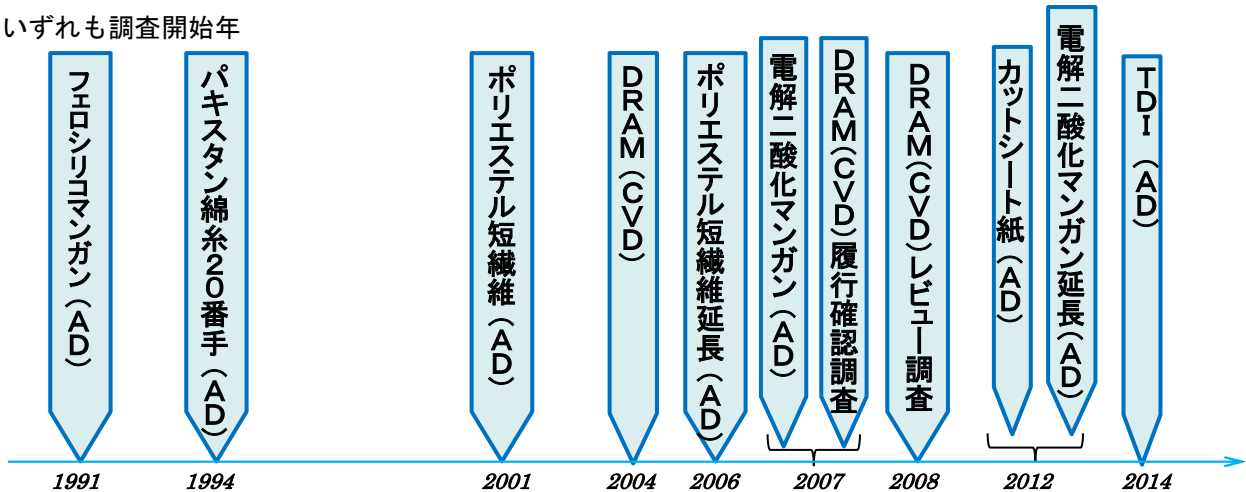 いずれも調査開始年
フェロシリコマンガン（ＡＤ）
パキスタン綿糸２０番手（ＡＤ）
ポリエステル短繊維（ＡＤ）
ＤＲＡＭ（ＣＶＤ）
ポリエステル短繊維延長（ＡＤ）
電解二酸化マンガン（ＡＤ）
ＤＲＡＭ（ＣＶＤ）履行確認調査
ＤＲＡＭ（ＣＶＤ）レビュー調査
カットシート紙（ＡＤ）
電解二酸化マンガン延長（ＡＤ）
ＴＤＩ（ＡＤ）
1991
1994
2001
2004
2006
2007
2008
2012
2014